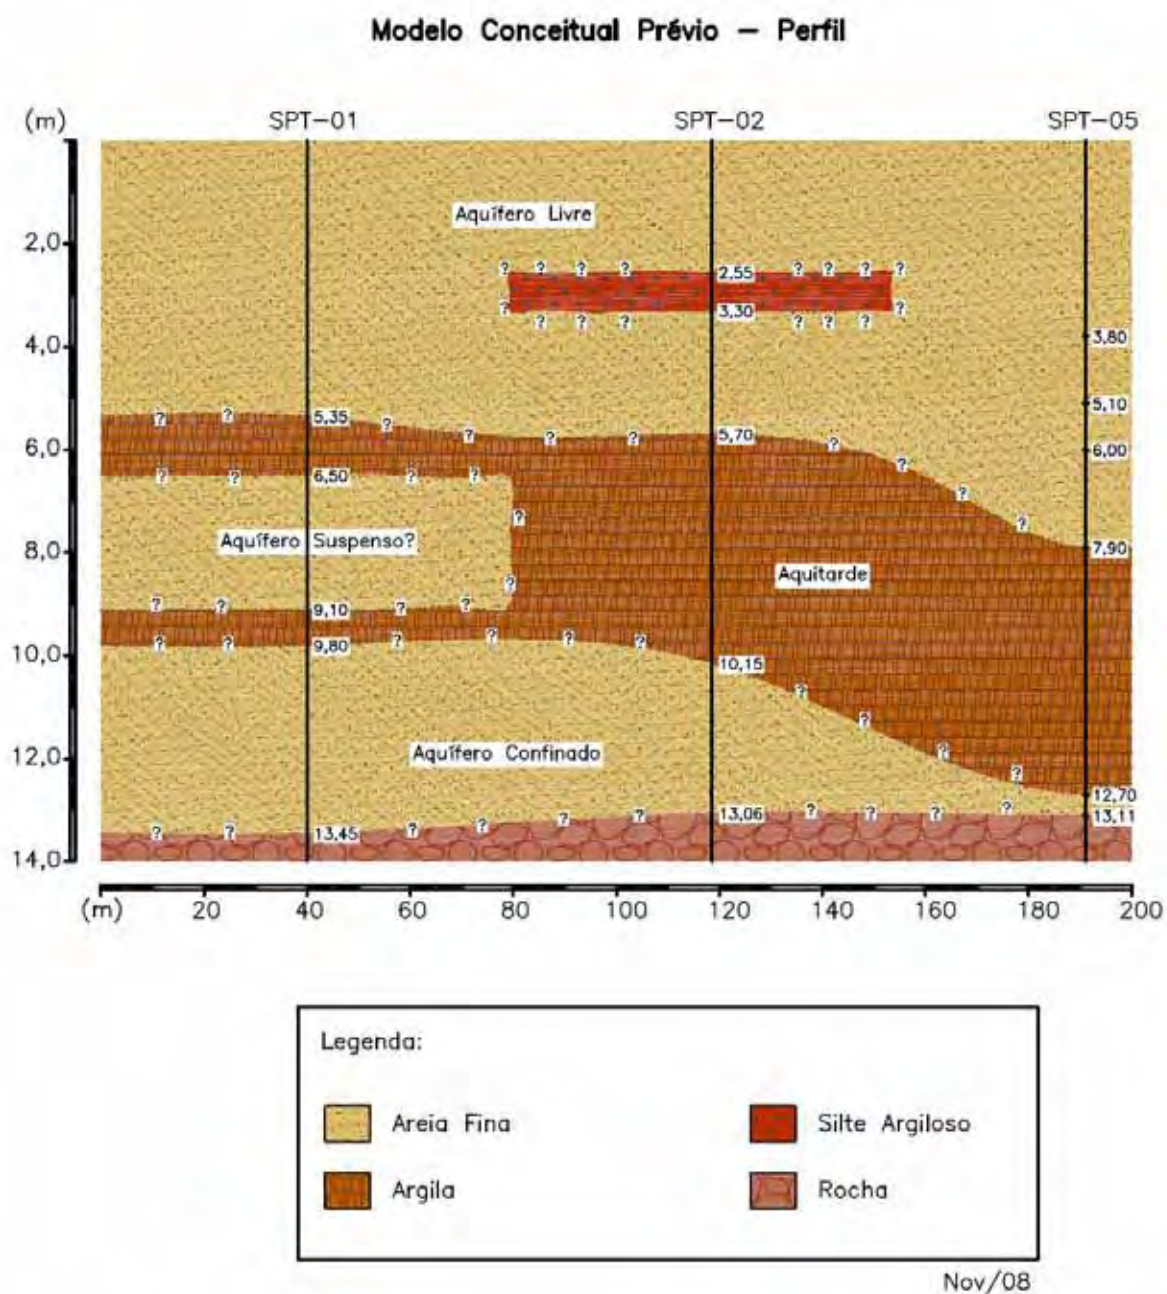 Modelo Conceitual Prévio – Perfil
(m) SPT-01 SPT-02 SPT-05
Aquífero Livre
2,0
? ? ? ? 2,55 ? ? ? ?
? ? ? ? 3,30 ? ? ? ?
3,80
4,0
5,10
? ? 5,35 ? ? ? ? 5,70 ? ? ? ? 7,90
6,0
6,00
? ? 6,50 ? ?
?
Aquífero Suspenso?
8,0
Aquitarde
?
? ? 9,10 ? ?
? ? 9,80 ? ? ? ? 10,15 ? ? ? ? 12,70
10,0
Aquífero Confinado
12,0
? ? 13,45 ? ? ? ? 13,06 ? ? ? ? 13,11
14,0
(m) 20 40 60 80 100 120 140 160 180 200
Legenda:
Areia Fina Silte Argiloso
Argila Rocha
Nov/08